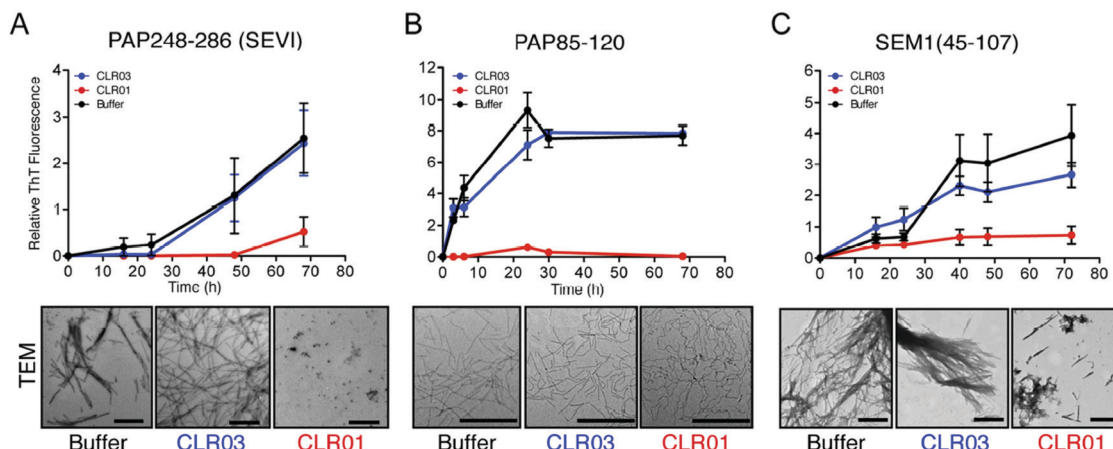 A
PAP248-286 (SEVI)
Relative ThT Fluorescence
4
3
2
1
0
CLR03
CLR01
Buffer
0 10 20 30 40 50 60 70 80
Time (h)
B
PAP85-120
12
10
8
6
4
2
0
CLR03
CLR01
Buffer
0 10 20 30 40 50 60 70 80
Time (h)
C
SEM1(45-107)
6
5
4
3
2
1
0
CLR03
CLR01
Buffer
0 10 20 30 40 50 60 70 80
Time (h)
TEM
Buffer CLR03 CLR01
Buffer CLR03 CLR01
Buffer CLR03 CLR01